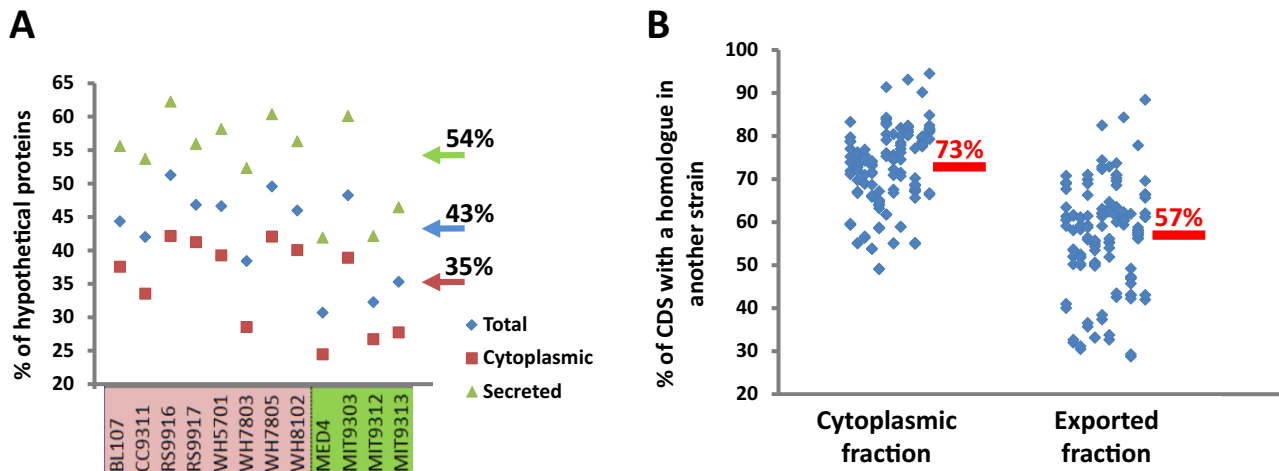 A
% of hypothetical proteins
65
60
55
50
45
40
35
30
25
20
54%
43%
35%
Total
Cytoplasmic
Secreted
BL107
CC9311
RS9916
RS9917
WH5701
WH7803
WH7805
WH8102
MED4
MIT9303
MIT9312
MIT9313
B
% of CDS with a homologue in
another strain
100
90
80
70
60
50
40
30
20
73%
57%
Cytoplasmic
fraction
Exported
fraction